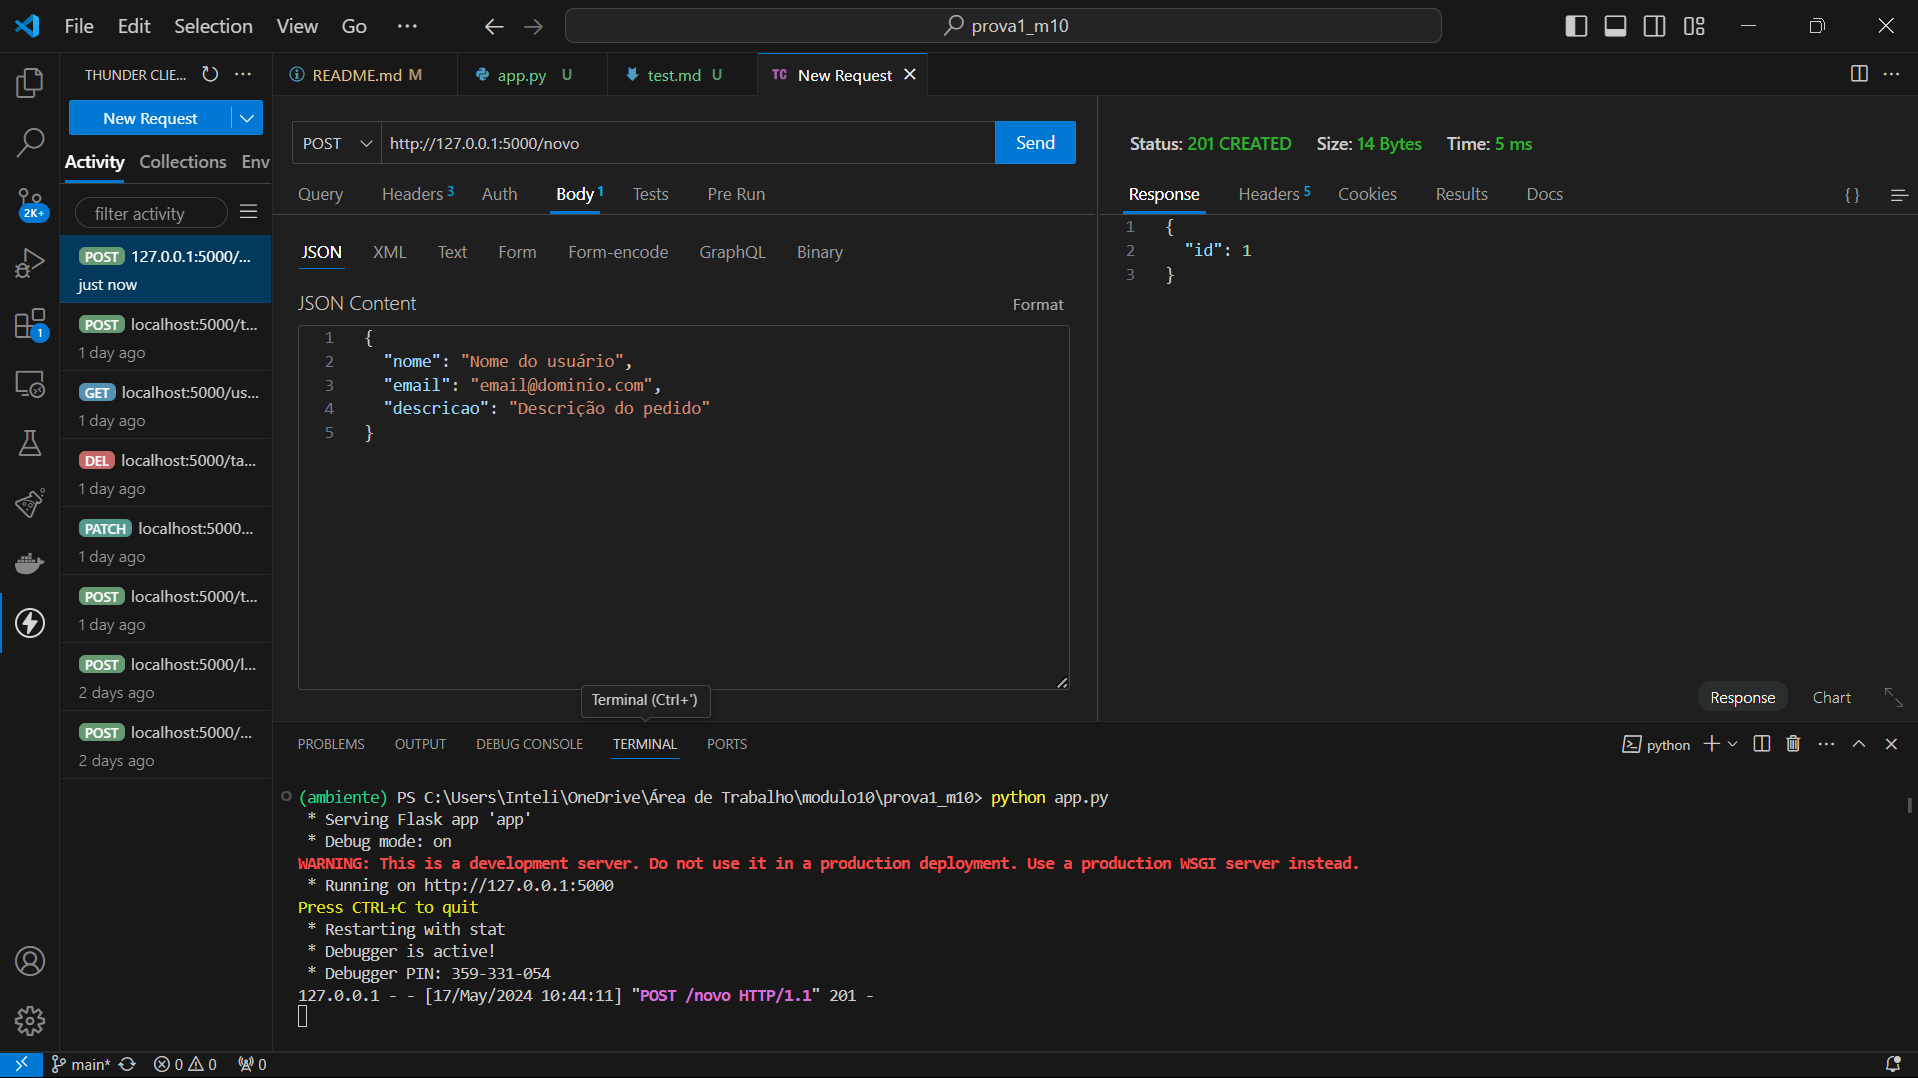 File Edit Selection View Go ··· prova1_m10
THUNDER CLIE... ···
New Request
Activity Collections Env
filter activity
2K+
1
POST 127.0.0.1:5000/...
just now
POST localhost:5000/t...
1 day ago
GET localhost:5000/us...
1 day ago
DEL localhost:5000/ta...
1 day ago
PATCH localhost:5000...
1 day ago
POST localhost:5000/t...
1 day ago
POST localhost:5000/l...
2 days ago
POST localhost:5000/...
2 days ago
README.md M app.py U test.md U TC New Request
POST http://127.0.0.1:5000/novo Send
Query Headers 3 Auth Body 1 Tests Pre Run
JSON XML Text Form Form-encode GraphQL Binary
JSON Content Format
1 {
2 "nome": "Nome do usuário",
3 "email": "email@dominio.com",
4 "descricao": "Descrição do pedido"
5 }
Status: 201 CREATED Size: 14 Bytes Time: 5 ms
Response Headers 5 Cookies Results Docs { }
1 {
2 "id": 1
3 }
Response Chart
Terminal (Ctrl+')
PROBLEMS OUTPUT DEBUG CONSOLE TERMINAL PORTS python
(ambiente) PS C:\Users\Inteli\OneDrive\Área de Trabalho\modulo10\prova1_m10> python app.py
* Serving Flask app 'app'
* Debug mode: on
WARNING: This is a development server. Do not use it in a production deployment. Use a production WSGI server instead.
* Running on http://127.0.0.1:5000
Press CTRL+C to quit
* Restarting with stat
* Debugger is active!
* Debugger PIN: 359-331-054
127.0.0.1 - - [17/May/2024 10:44:11] "POST /novo HTTP/1.1" 201 -
main* 0 0 0